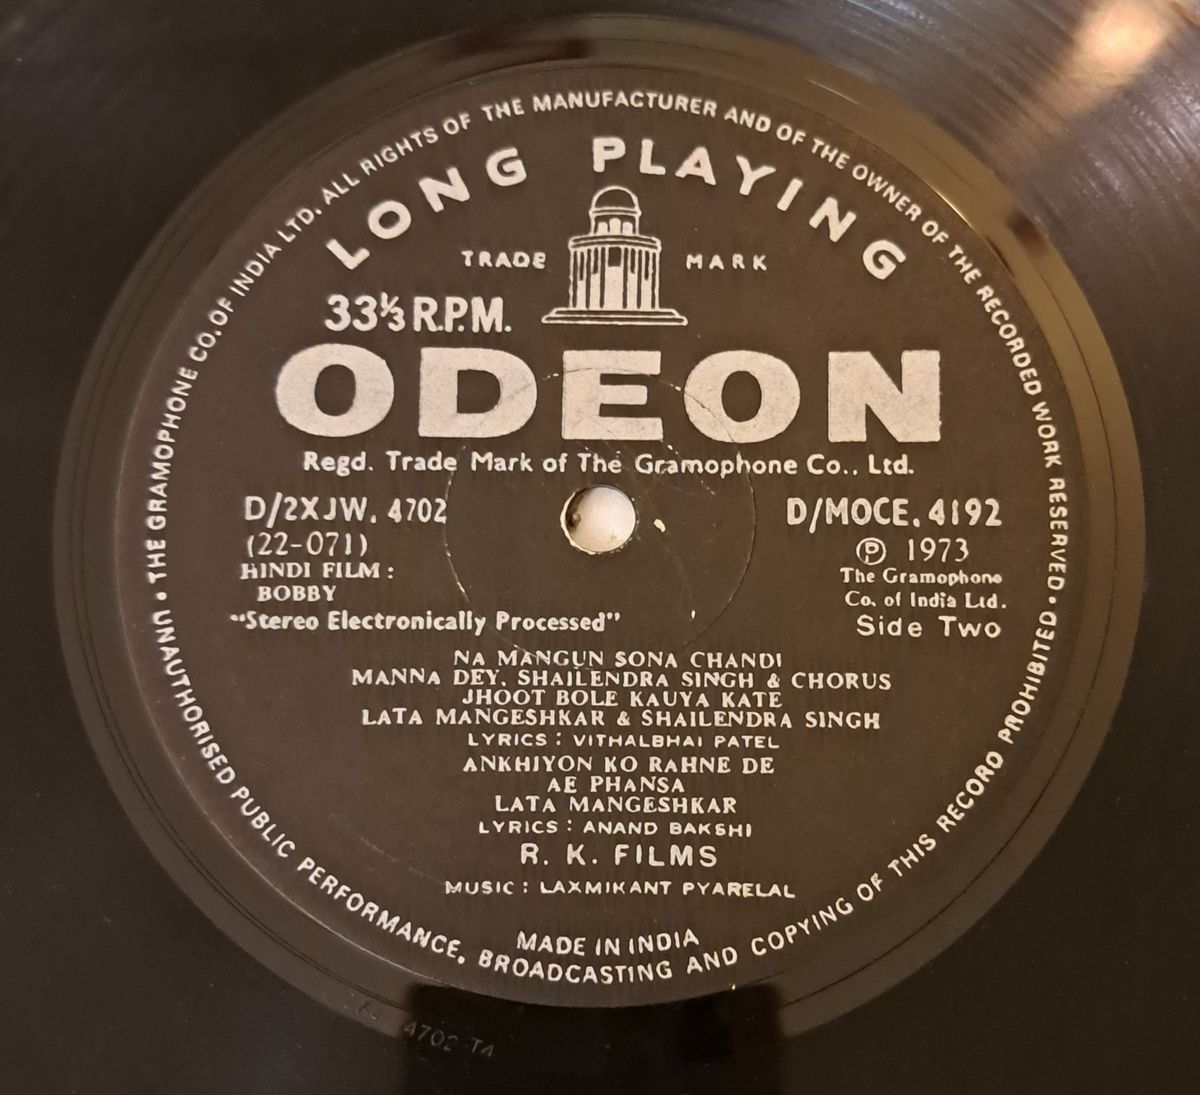 • THE GRAMOPHONE CO. OF INDIA LTD. ALL RIGHTS OF THE MANUFACTURER AND OF THE OWNER OF THE RECORDED WORK RESERVED •
LONG PLAYING
TRADE MARK
33⅓ R.P.M.
ODEON
Regd. Trade Mark of The Gramophone Co., Ltd.
D/2XJW. 4702
D/MOCE. 4192
(22-071)
Ⓟ 1973
HINDI FILM :
BOBBY
The Gramophone
Co. of India Ltd.
"Stereo Electronically Processed"
Side Two
NA MANGUN SONA CHANDI
MANNA DEY, SHAILENDRA SINGH & CHORUS
JHOOT BOLE KAUYA KATE
LATA MANGESHKAR & SHAILENDRA SINGH
LYRICS : VITHALBHAI PATEL
ANKHIYON KO RAHNE DE
AE PHANSA
LATA MANGESHKAR
LYRICS : ANAND BAKSHI
R. K. FILMS
MUSIC : LAXMIKANT PYARELAL
MADE IN INDIA
UNAUTHORISED PUBLIC PERFORMANCE, BROADCASTING AND COPYING OF THIS RECORD PROHIBITED
4702 T4